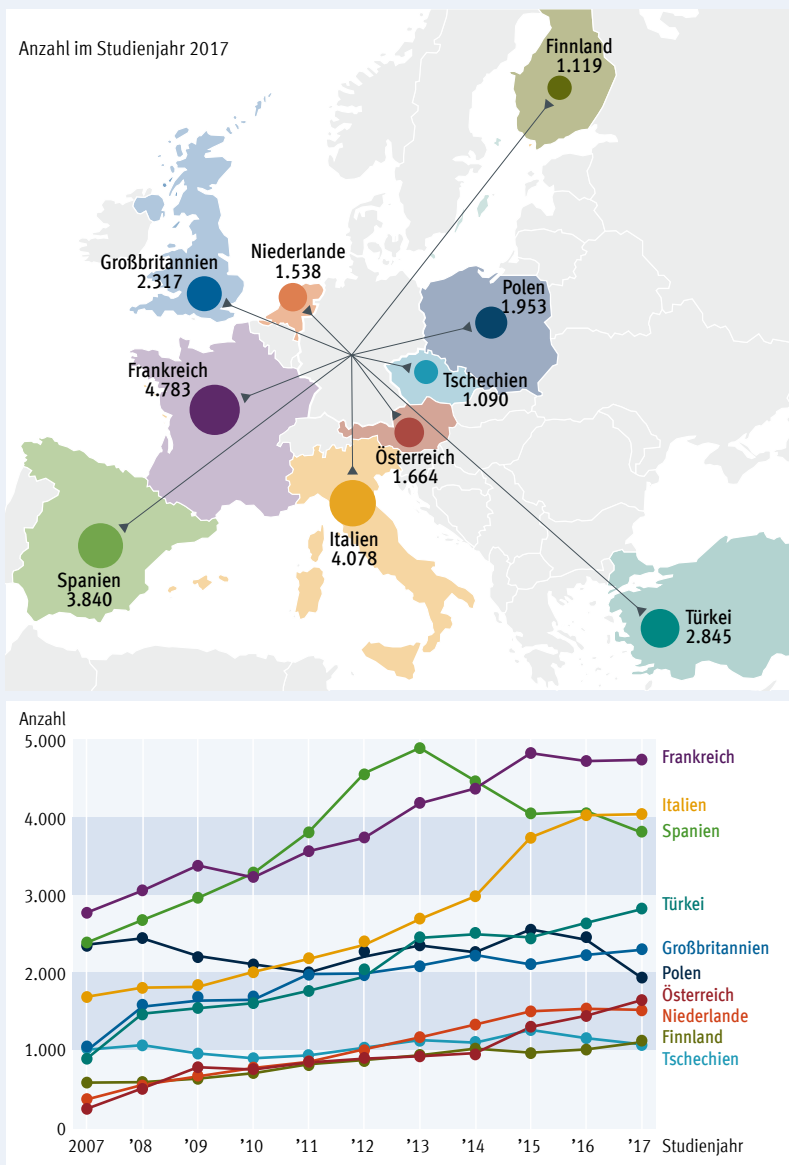 Anzahl im Studienjahr 2017
Finnland
1.119
Großbritannien
2.317
Niederlande
1.538
Polen
1.953
Frankreich
4.783
Tschechien
1.090
Österreich
1.664
Italien
4.078
Spanien
3.840
Türkei
2.845
Anzahl
5.000
4.000
3.000
2.000
1.000
0
Frankreich
Italien
Spanien
Türkei
Großbritannien
Polen
Österreich
Niederlande
Finnland
Tschechien
2007 ’08 ’09 ’10 ’11 ’12 ’13 ’14 ’15 ’16 ’17 Studienjahr